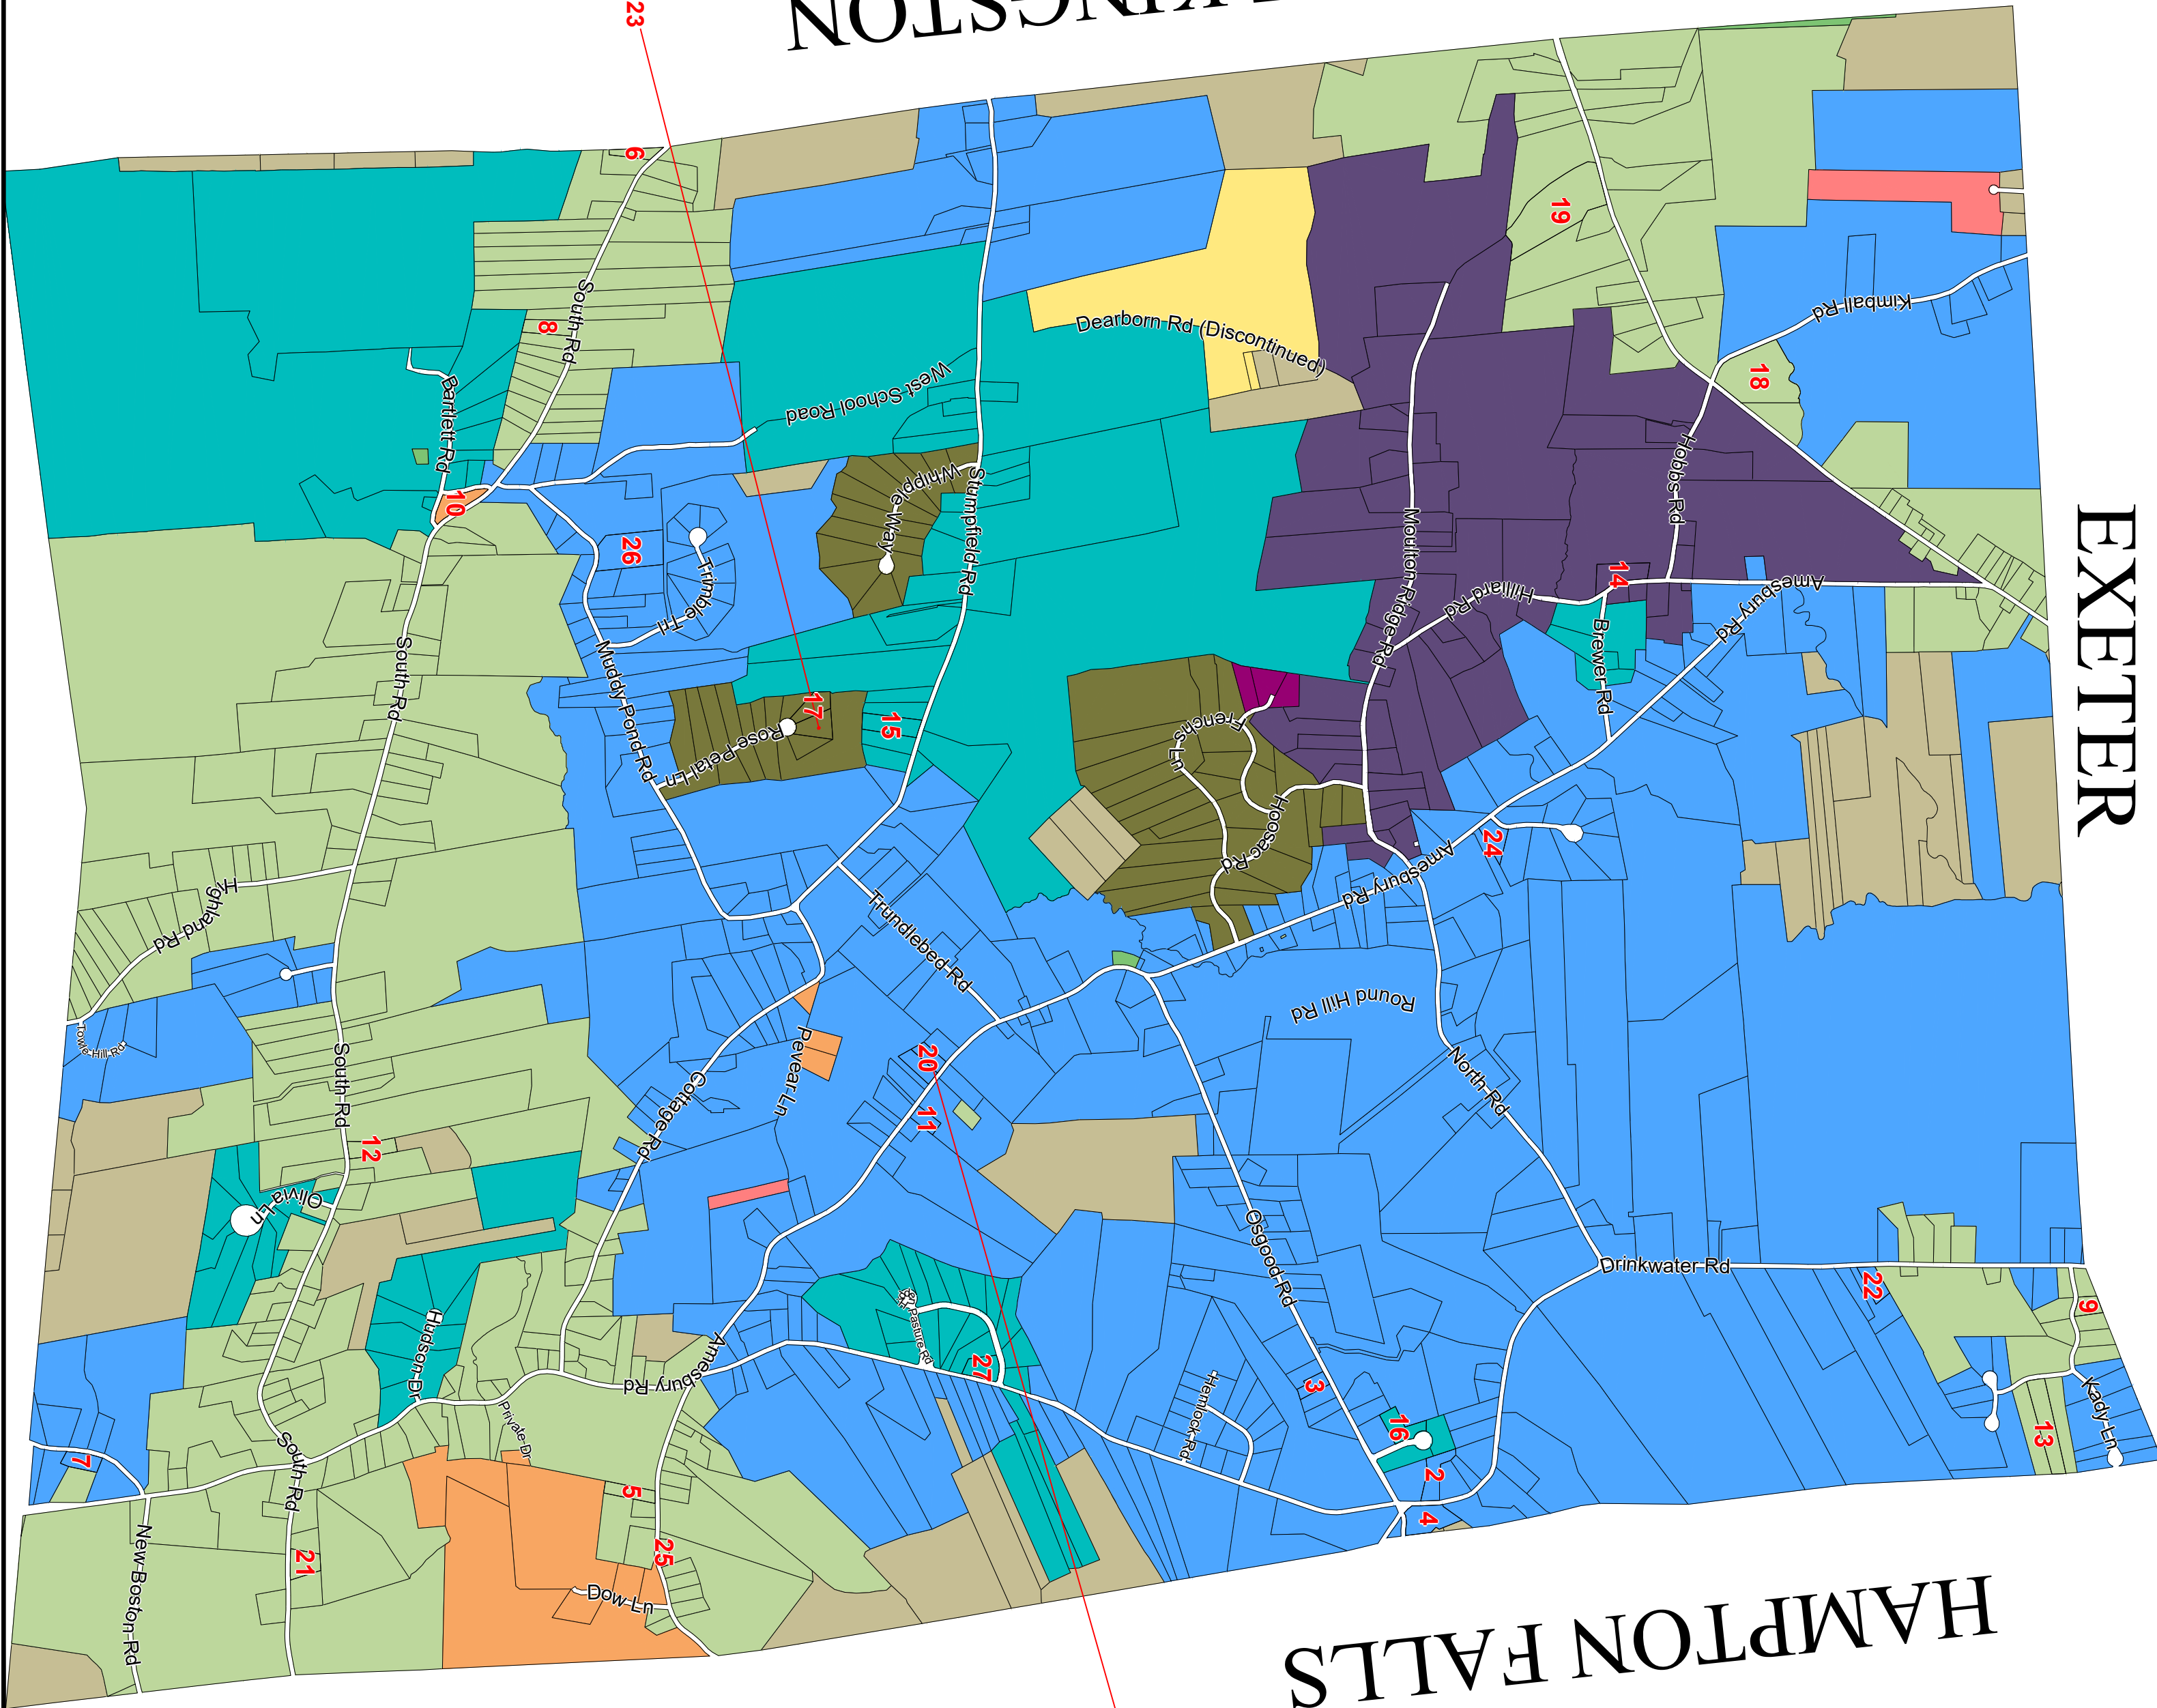 KINGSTON
23
6
19
South Rd
8
Kimball Rd
Dearborn Rd (Discontinued)
18
West School Road
Bartlett Rd
Whipple Way
Stumpfield Rd
Hobbs Rd
10
EXETER
26
Trimble Trl
Moulton Ridge Rd
14
Hilliard Rd
Amesbury Rd
Brewer Rd
South Rd
Muddy Pond Rd
17
15
Rose Petal Ln
Frenchs Ln
Hoosac Rd
24
Amesbury Rd
Highland Rd
Trundlebed Rd
Round Hill Rd
Towle Hill Rd
South Rd
Pevear Ln
20
North Rd
Cottage Rd
11
12
Olivia Ln
Osgood Rd
Drinkwater Rd
22
9
Hudson Dr
Pasture Rd
27
Amesbury Rd
3
Hemlock Rd
Kady Ln
Private Dr
16
13
South Rd
7
2
5
4
New Boston Rd
21
25
Dow Ln
HAMPTON FALLS